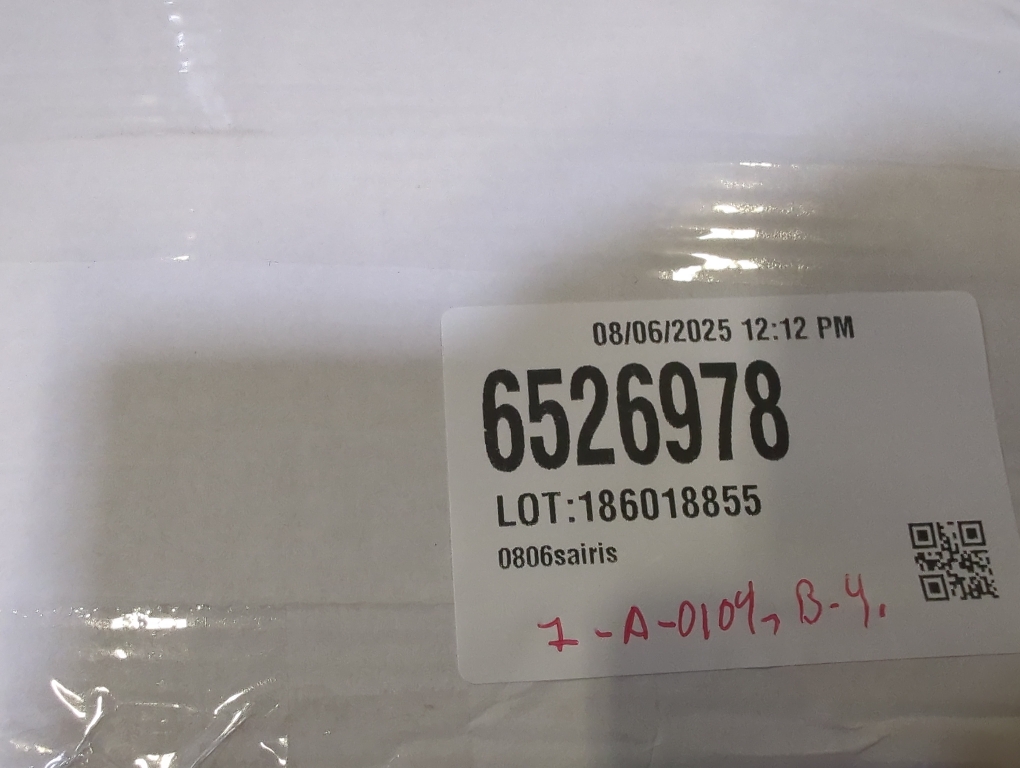 08/06/2025 12:12 PM
6526978
LOT:186018855
0806sairis
7-A-0104, B-4.